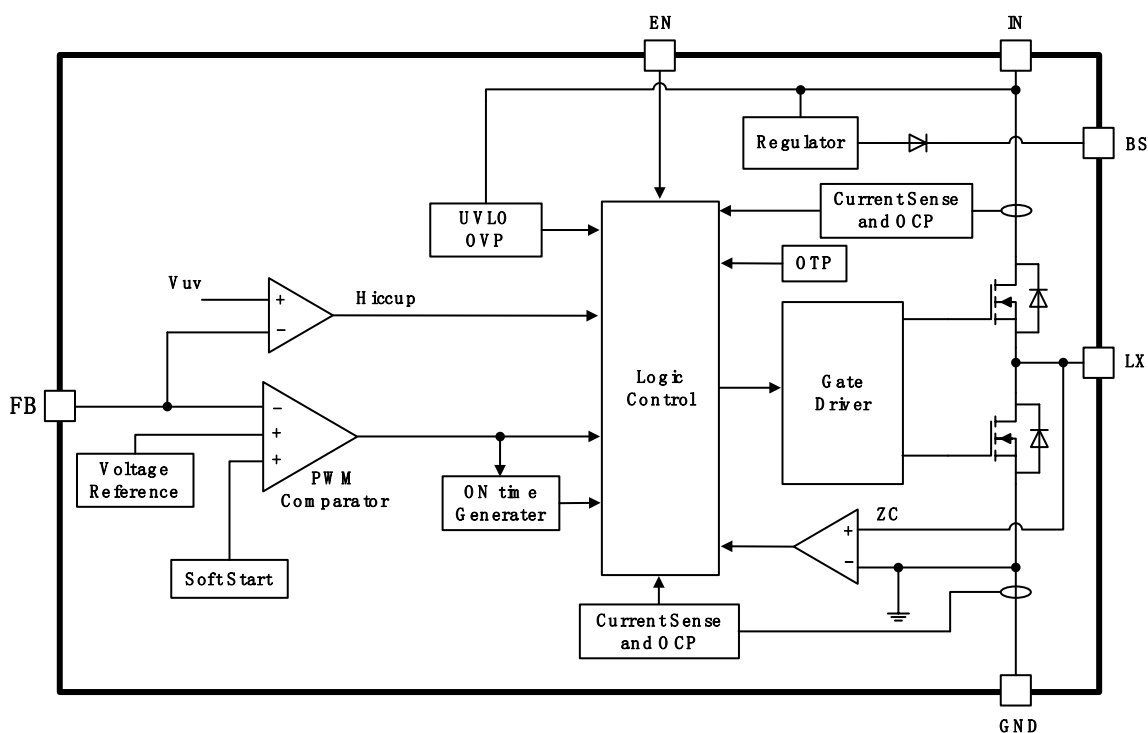 EN
IN
BS
Regulator
Current Sense
and OCP
UVLO
OVP
OTP
Vuv
+
−
Hiccup
Logic
Control
Gate
Driver
LX
FB
−
+
+
Voltage
Reference
PWM
Comparator
ON time
Generater
ZC
+
−
Soft Start
Current Sense
and OCP
GND